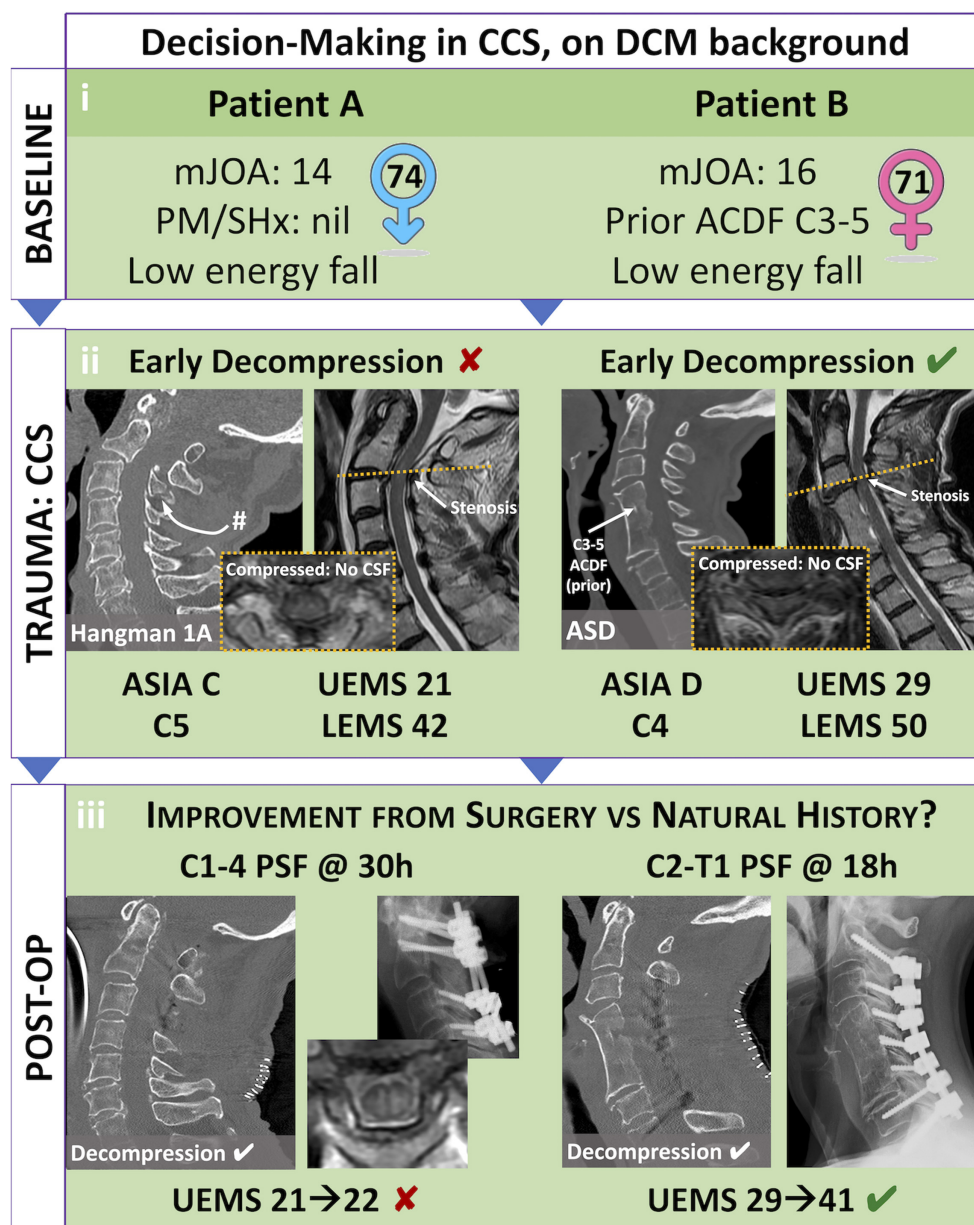 Decision-Making in CCS, on DCM background
BASELINE
i
Patient A
Patient B
mJOA: 14
74
PM/SHx: nil
Low energy fall
mJOA: 16
71
Prior ACDF C3-5
Low energy fall
TRAUMA: CCS
ii
Early Decompression ✘
Early Decompression ✔
#
Stenosis
Compressed: No CSF
Hangman 1A
C3-5
ACDF
(prior)
Stenosis
Compressed: No CSF
ASD
ASIA C
UEMS 21
C5
LEMS 42
ASIA D
UEMS 29
C4
LEMS 50
POST-OP
iii
IMPROVEMENT FROM SURGERY VS NATURAL HISTORY?
C1-4 PSF @ 30h
C2-T1 PSF @ 18h
Decompression ✔
Decompression ✔
UEMS 21→22 ✘
UEMS 29→41 ✔